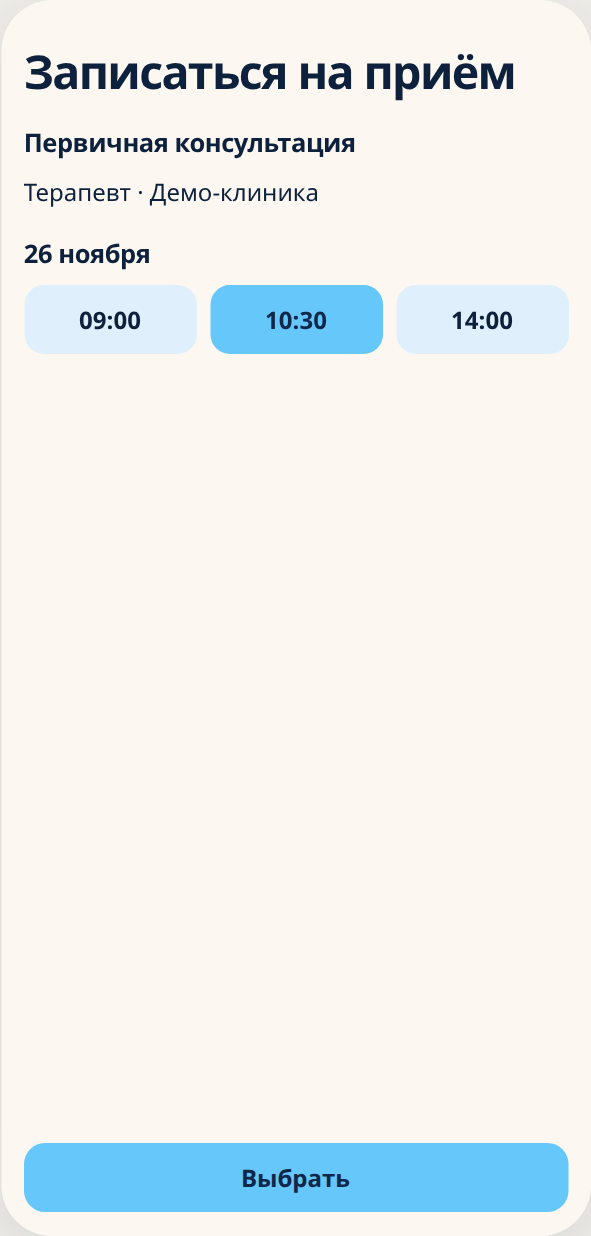 Записаться на приём
Первичная консультация
Терапевт · Демо-клиника
26 ноября
09:00 10:30 14:00
Выбрать